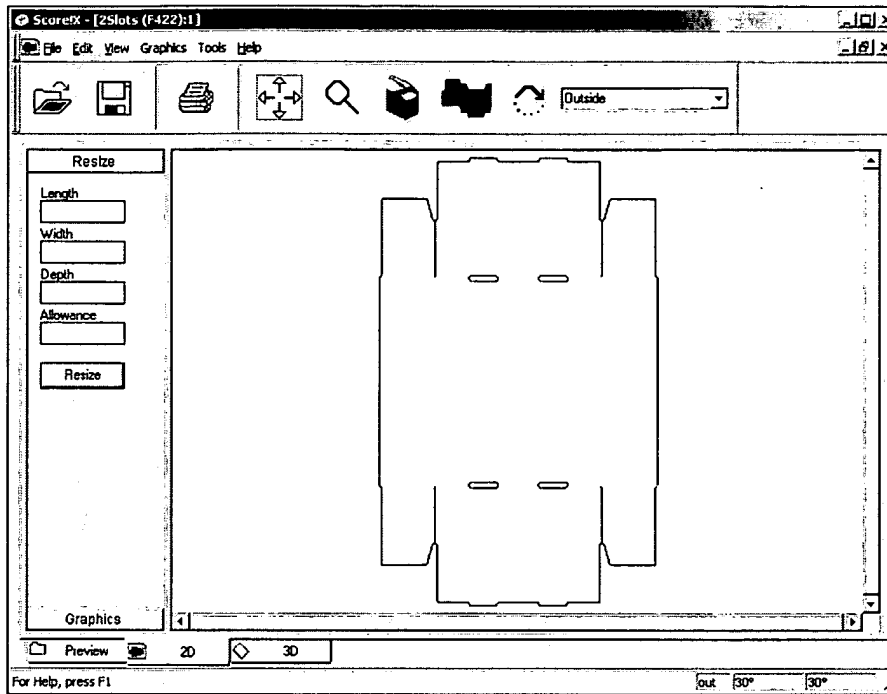 Score!X - [2Slots (F422):1]
File Edit View Graphics Tools Help
Outside
Resize
Length
Width
Depth
Allowance
Resize
Graphics
Preview 2D 3D
For Help, press F1 out 30° 30°